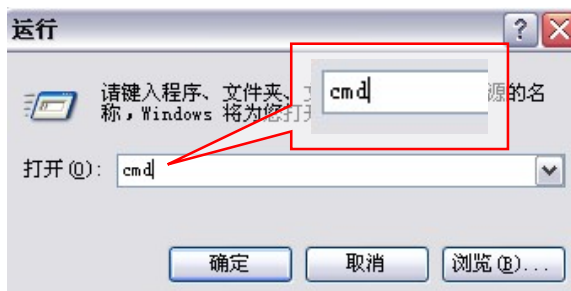 运行
请键入程序、文件夹、 源的名
称，Windows 将为您打开
cmd
打开(O): cmd
确定 取消 浏览(B)...